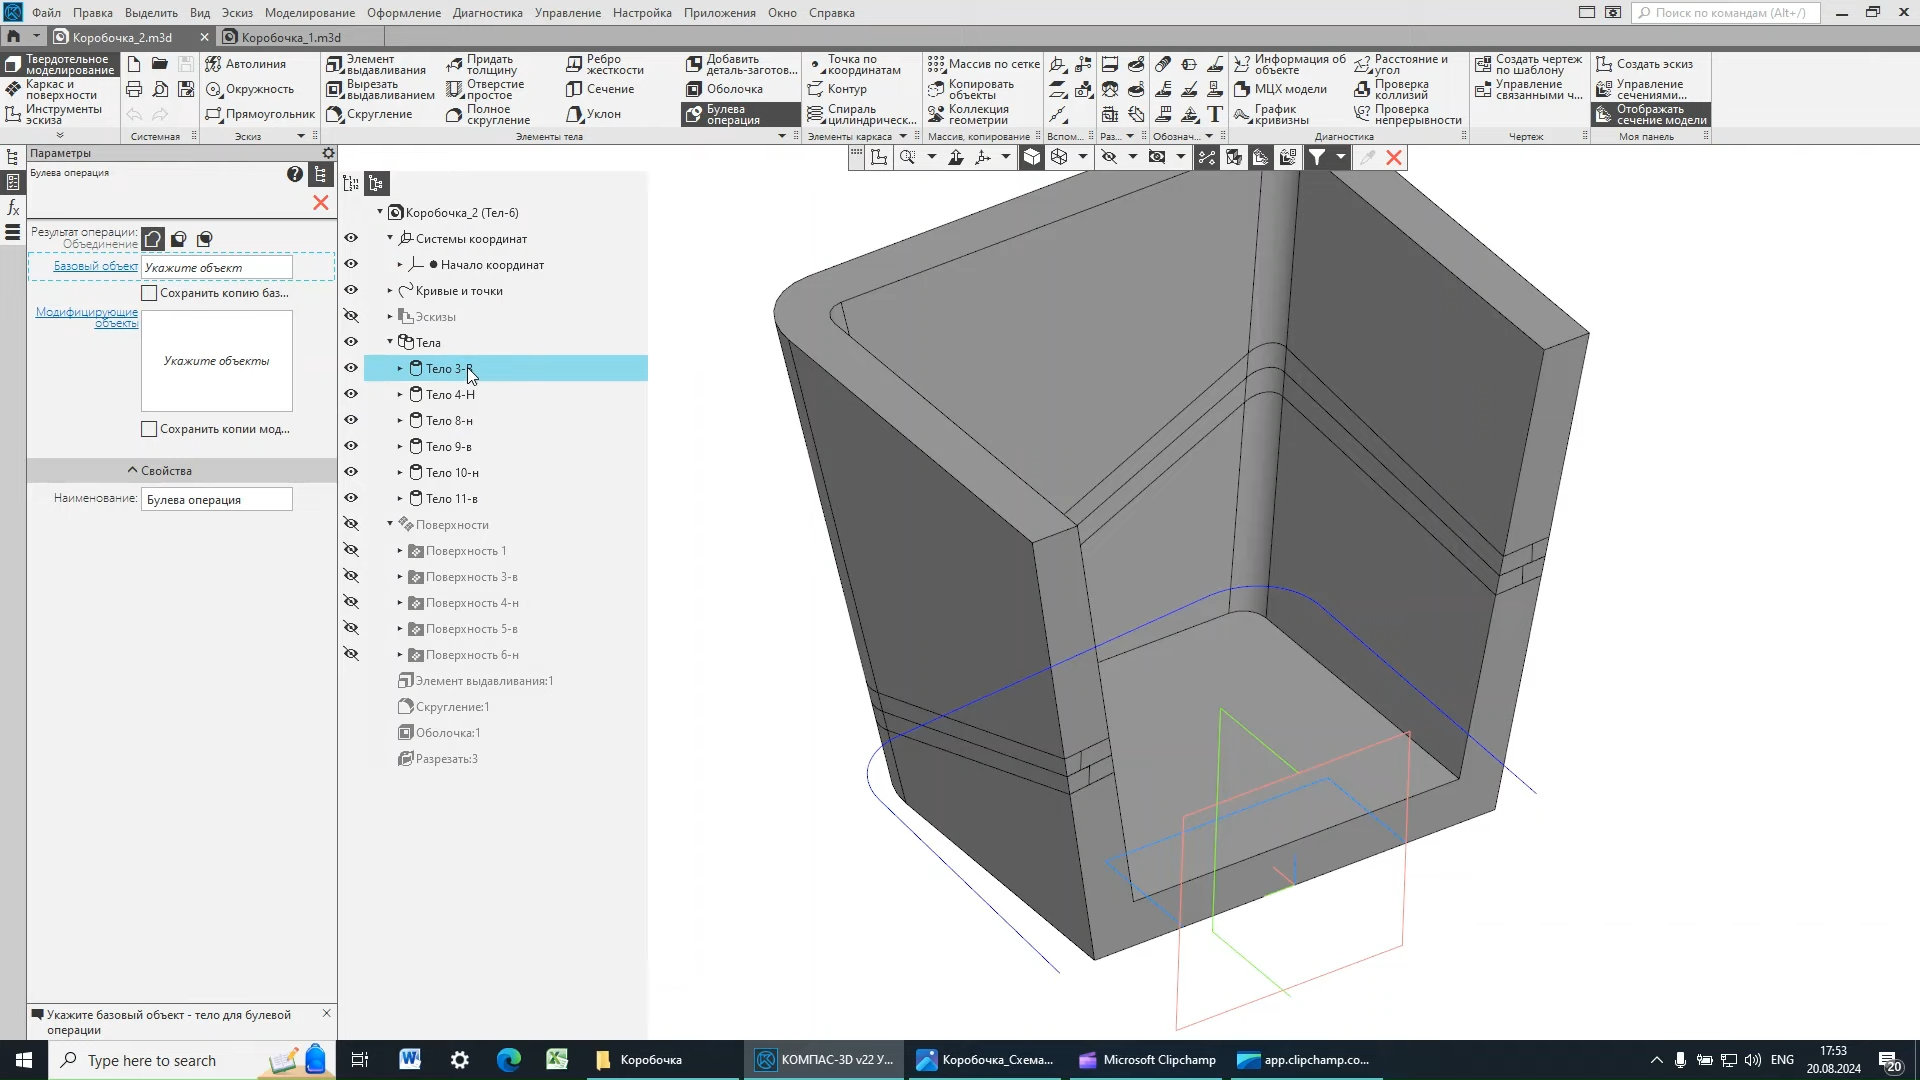 Файл Правка Выделить Вид Эскиз Моделирование Оформление Диагностика Управление Настройка Приложения Окно Справка
Поиск по командам (Alt+/)
Коробочка_2.m3d
Коробочка_1.m3d
Твердотельное моделирование
Каркас и поверхности
Инструменты эскиза
Системная
Автолиния
Окружность
Прямоугольник
Эскиз
Элемент выдавливания
Вырезать выдавливанием
Скругление
Придать толщину
Отверстие простое
Полное скругление
Ребро жесткости
Сечение
Уклон
Добавить деталь-заготов...
Оболочка
Булева операция
Элементы тела
Точка по координатам
Контур
Спираль цилиндрическ...
Элементы каркаса
Массив по сетке
Копировать объекты
Коллекция геометрии
Массив, копирование
Вспом...
Раз...
Обознач...
Информация об объекте
МЦХ модели
График кривизны
Расстояние и угол
Проверка коллизий
Проверка непрерывности
Диагностика
Создать чертеж по шаблону
Управление связанными ч...
Чертеж
Создать эскиз
Управление сечениями...
Отображать сечение модели
Моя панель
Параметры
Булева операция
Результат операции:
Объединение
Базовый объект
Укажите объект
Сохранить копию баз...
Модифицирующие объекты
Укажите объекты
Сохранить копии мод...
Свойства
Наименование:
Булева операция
Укажите базовый объект - тело для булевой
операции
Коробочка_2 (Тел-6)
Системы координат
Начало координат
Кривые и точки
Эскизы
Тела
Тело 4-Н
Тело 8-н
Тело 9-в
Тело 10-н
Тело 11-в
Поверхности
Поверхность 1
Поверхность 3-в
Поверхность 4-н
Поверхность 5-в
Поверхность 6-н
Элемент выдавливания:1
Скругление:1
Оболочка:1
Разрезать:3
Type here to search
Коробочка
КОМПАС-3D v22 У...
Коробочка_Схема...
Microsoft Clipchamp
app.clipchamp.co...
ENG
17:53
20.08.2024
20